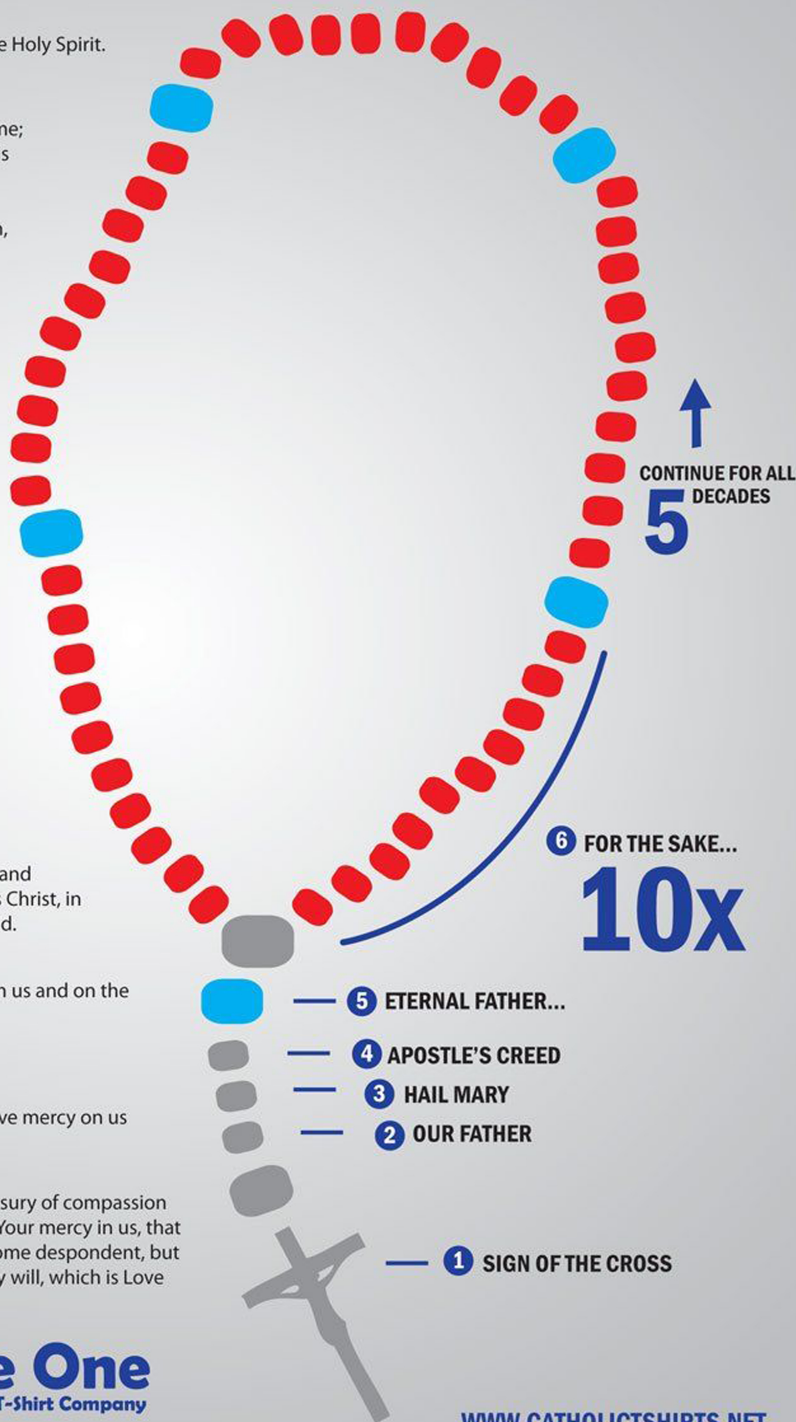 e Holy Spirit.
ne;
s
n,
CONTINUE FOR ALL
5 DECADES
6 FOR THE SAKE...
10x
and
s Christ, in
d.
5 ETERNAL FATHER...
n us and on the
4 APOSTLE'S CREED
3 HAIL MARY
2 OUR FATHER
ve mercy on us
sury of compassion
Your mercy in us, that
ome despondent, but
y will, which is Love
1 SIGN OF THE CROSS
e One
T-Shirt Company
WWW.CATHOLICTSHIRTS.NET